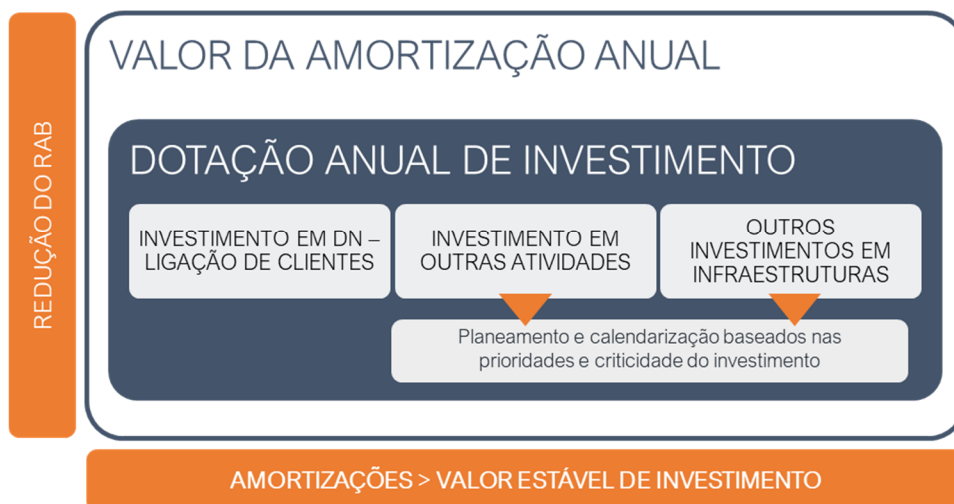 REDUÇÃO DO RAB
VALOR DA AMORTIZAÇÃO ANUAL
DOTAÇÃO ANUAL DE INVESTIMENTO
INVESTIMENTO EM DN –
LIGAÇÃO DE CLIENTES
INVESTIMENTO EM
OUTRAS ATIVIDADES
OUTROS
INVESTIMENTOS EM
INFRAESTRUTURAS
Planeamento e calendarização baseados nas
prioridades e criticidade do investimento
AMORTIZAÇÕES > VALOR ESTÁVEL DE INVESTIMENTO